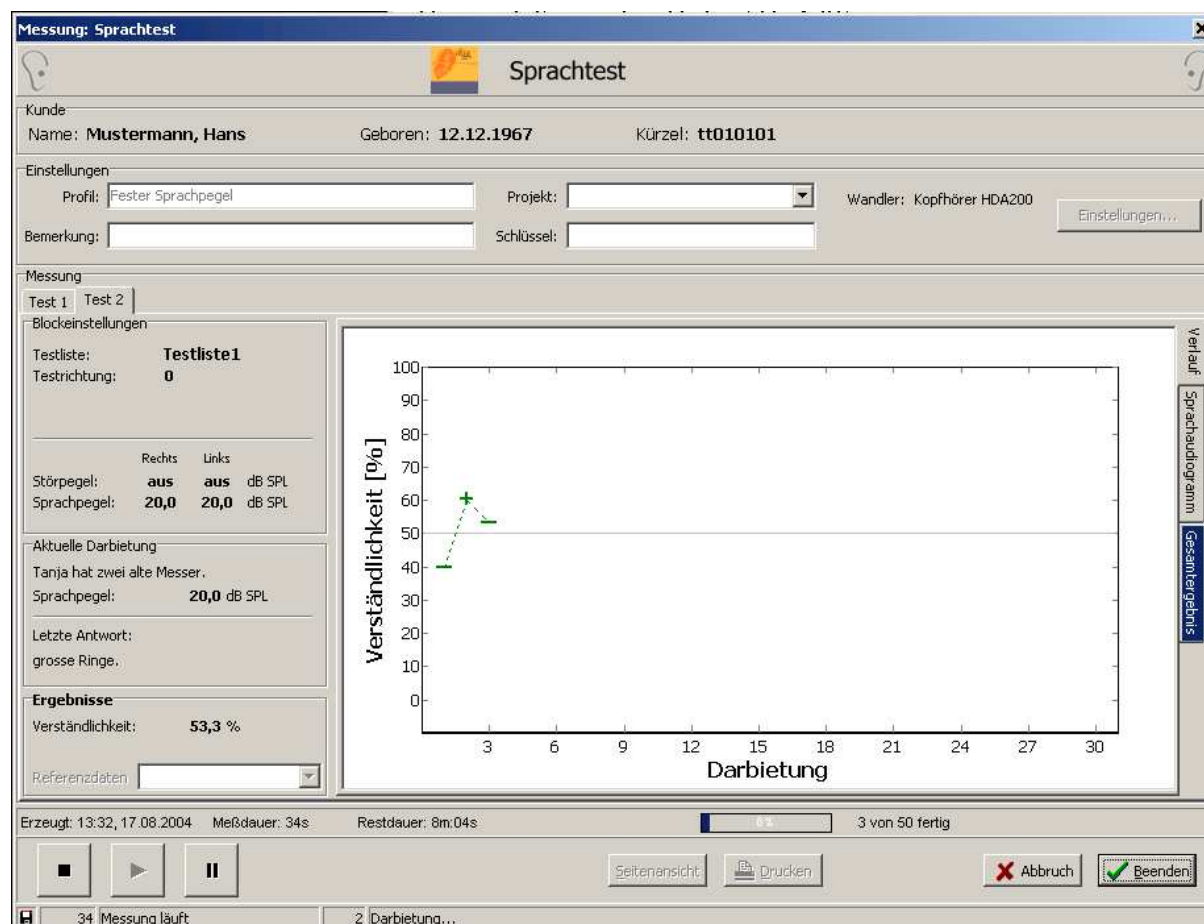 Messung: Sprachtest
Sprachtest
Kunde
Name: Mustermann, Hans Geboren: 12.12.1967 Kürzel: tt010101
Einstellungen
Profil: Fester Sprachpegel Projekt: Wandler: Kopfhörer HDA200 Einstellungen...
Bemerkung: Schlüssel:
Messung
Test 1 Test 2
Blockeinstellungen
Testliste: Testliste1
Testrichtung: 0
Rechts Links
Störpegel: aus aus dB SPL
Sprachpegel: 20,0 20,0 dB SPL
Aktuelle Darbietung
Tanja hat zwei alte Messer.
Sprachpegel: 20,0 dB SPL
Letzte Antwort:
grosse Ringe.
Ergebnisse
Verständlichkeit: 53,3 %
Referenzdaten
Verständlichkeit [%]
100
90
80
70
60
50
40
30
20
10
0
3 6 9 12 15 18 21 24 27 30
Darbietung
Verlauf
Sprachaudiogramm
Gesamtergebnis
Erzeugt: 13:32, 17.08.2004 Meßdauer: 34s Restdauer: 8m:04s 6% 3 von 50 fertig
Seitenansicht Drucken Abbruch Beenden
34 Messung läuft 2 Darbietung...